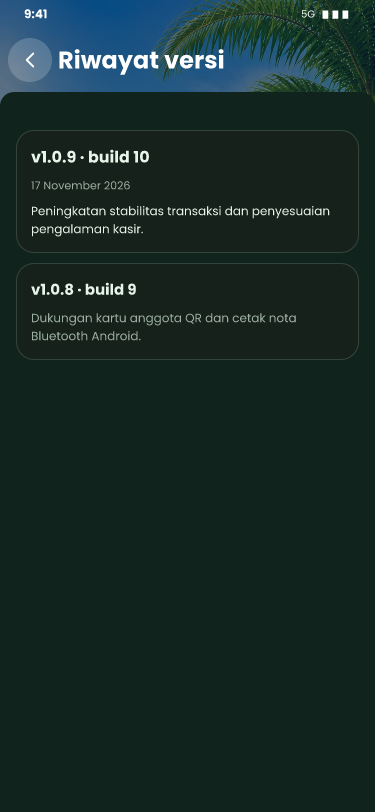 9:41
5G
Riwayat versi
v1.0.9 · build 10
17 November 2026
Peningkatan stabilitas transaksi dan penyesuaian
pengalaman kasir.
v1.0.8 · build 9
Dukungan kartu anggota QR dan cetak nota
Bluetooth Android.